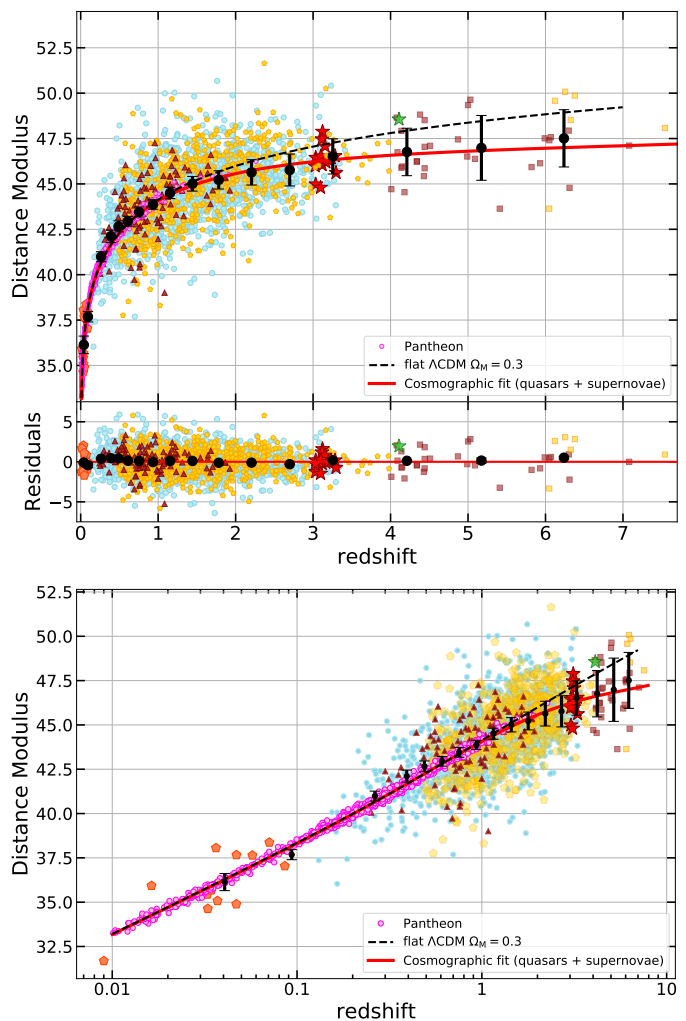 Distance Modulus
52.5
50.0
47.5
45.0
42.5
40.0
37.5
35.0
Pantheon
flat ΛCDM Ω_M = 0.3
Cosmographic fit (quasars + supernovae)
Residuals
5
0
−5
0 1 2 3 4 5 6 7
redshift
Distance Modulus
52.5
50.0
47.5
45.0
42.5
40.0
37.5
35.0
32.5
Pantheon
flat ΛCDM Ω_M = 0.3
Cosmographic fit (quasars + supernovae)
0.01 0.1 1 10
redshift